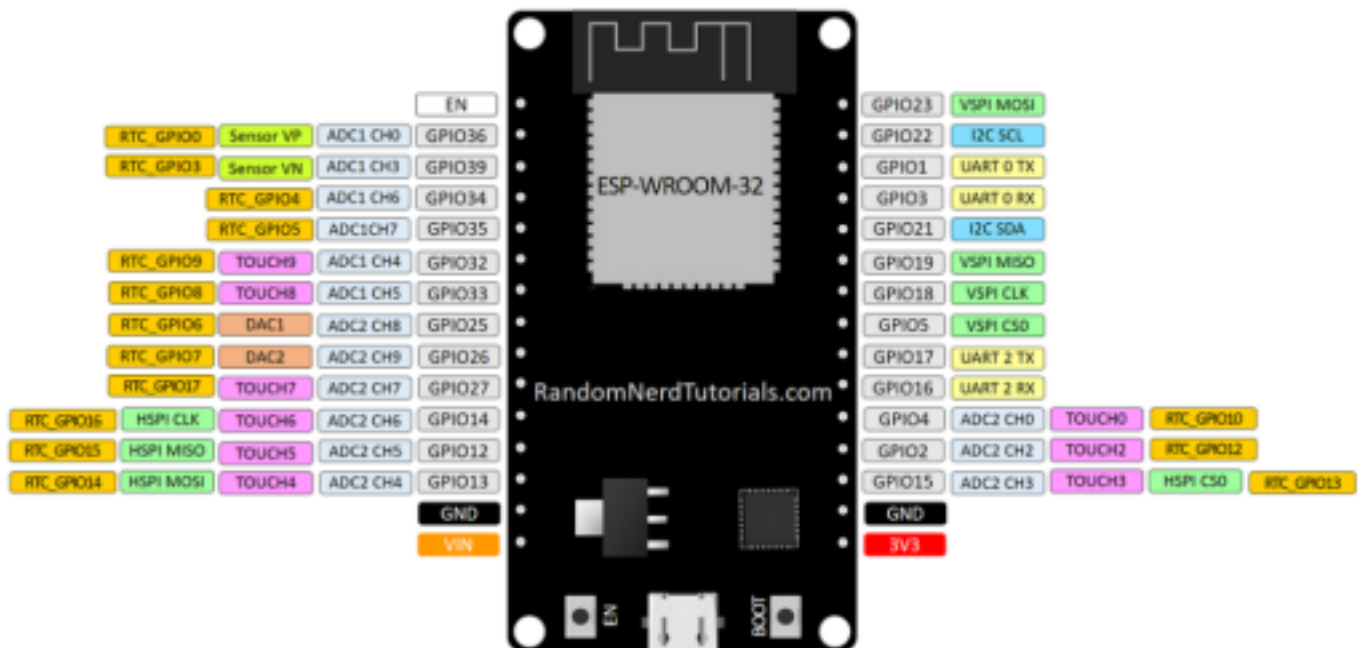 EN GPIO23 VSPI MOSI
RTC_GPIO0 Sensor VP ADC1 CH0 GPIO36 GPIO22 I2C SCL
RTC_GPIO3 Sensor VN ADC1 CH3 GPIO39 GPIO1 UART 0 TX
RTC_GPIO4 ADC1 CH6 GPIO34 ESP-WROOM-32 GPIO3 UART 0 RX
RTC_GPIO5 ADC1CH7 GPIO35 GPIO21 I2C SDA
RTC_GPIO9 TOUCH9 ADC1 CH4 GPIO32 GPIO19 VSPI MISO
RTC_GPIO8 TOUCH8 ADC1 CH5 GPIO33 GPIO18 VSPI CLK
RTC_GPIO6 DAC1 ADC2 CH8 GPIO25 GPIO5 VSPI CS0
RTC_GPIO7 DAC2 ADC2 CH9 GPIO26 GPIO17 UART 2 TX
RTC_GPIO17 TOUCH7 ADC2 CH7 GPIO27 RandomNerdTutorials.com GPIO16 UART 2 RX
RTC_GPIO16 HSPI CLK TOUCH6 ADC2 CH6 GPIO14 GPIO4 ADC2 CH0 TOUCH0 RTC_GPIO10
RTC_GPIO15 HSPI MISO TOUCH5 ADC2 CH5 GPIO12 GPIO2 ADC2 CH2 TOUCH2 RTC_GPIO12
RTC_GPIO14 HSPI MOSI TOUCH4 ADC2 CH4 GPIO13 GPIO15 ADC2 CH3 TOUCH3 HSPI CS0 RTC_GPIO13
GND GND
VIN 3V3
EN BOOT